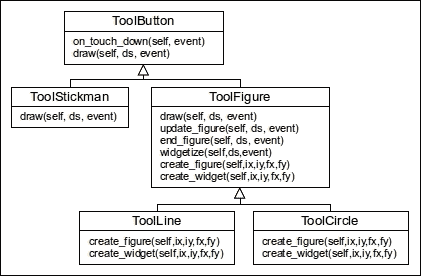 ToolButton
on_touch_down(self, event)
draw(self, ds, event)
ToolStickman
draw(self, ds, event)
ToolFigure
draw(self, ds, event)
update_figure(self, ds, event)
end_figure(self, ds, event)
widgetize(self,ds,event)
create_figure(self,ix,iy,fx,fy)
create_widget(self,ix,iy,fx,fy)
ToolLine
create_figure(self,ix,iy,fx,fy)
create_widget(self,ix,iy,fx,fy)
ToolCircle
create_figure(self,ix,iy,fx,fy)
create_widget(self,ix,iy,fx,fy)